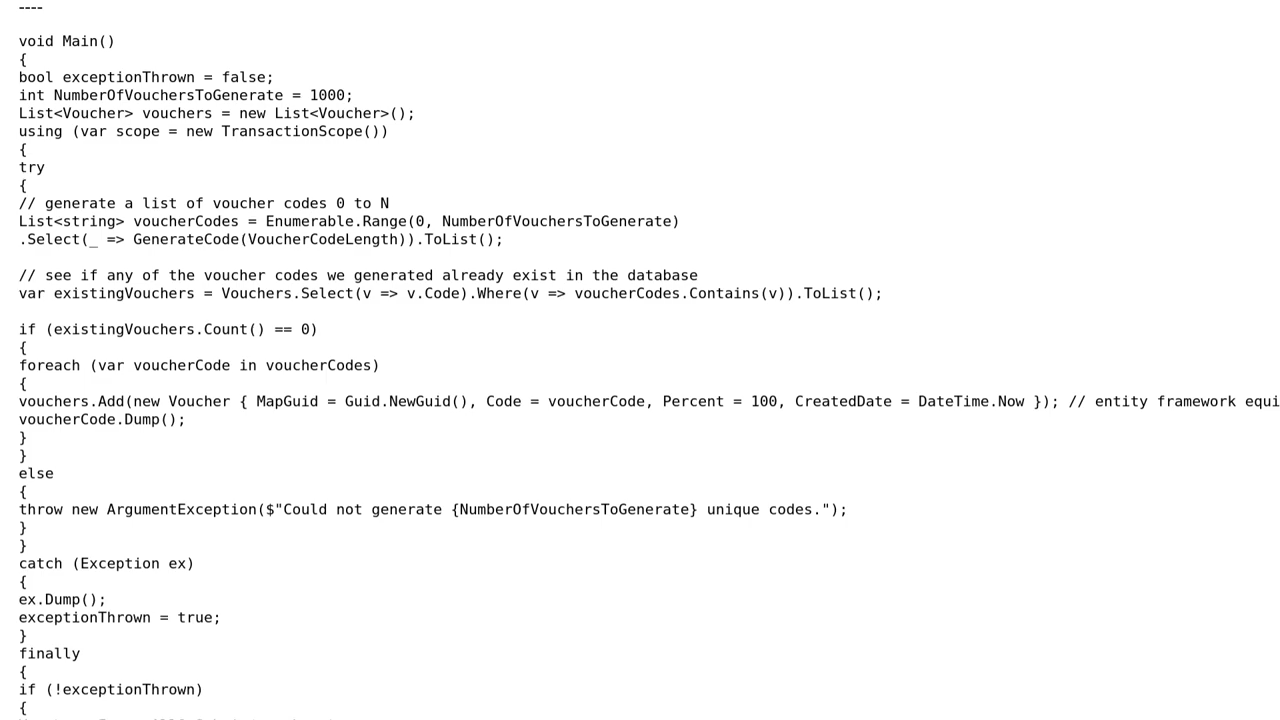 ----
void Main()
{
bool exceptionThrown = false;
int NumberOfVouchersToGenerate = 1000;
List<Voucher> vouchers = new List<Voucher>();
using (var scope = new TransactionScope())
{
try
{
// generate a list of voucher codes 0 to N
List<string> voucherCodes = Enumerable.Range(0, NumberOfVouchersToGenerate)
.Select(_ => GenerateCode(VoucherCodeLength)).ToList();
// see if any of the voucher codes we generated already exist in the database
var existingVouchers = Vouchers.Select(v => v.Code).Where(v => voucherCodes.Contains(v)).ToList();
if (existingVouchers.Count() == 0)
{
foreach (var voucherCode in voucherCodes)
{
vouchers.Add(new Voucher { MapGuid = Guid.NewGuid(), Code = voucherCode, Percent = 100, CreatedDate = DateTime.Now }); // entity framework equi
voucherCode.Dump();
}
}
else
{
throw new ArgumentException($"Could not generate {NumberOfVouchersToGenerate} unique codes.");
}
}
catch (Exception ex)
{
ex.Dump();
exceptionThrown = true;
}
finally
{
if (!exceptionThrown)
{